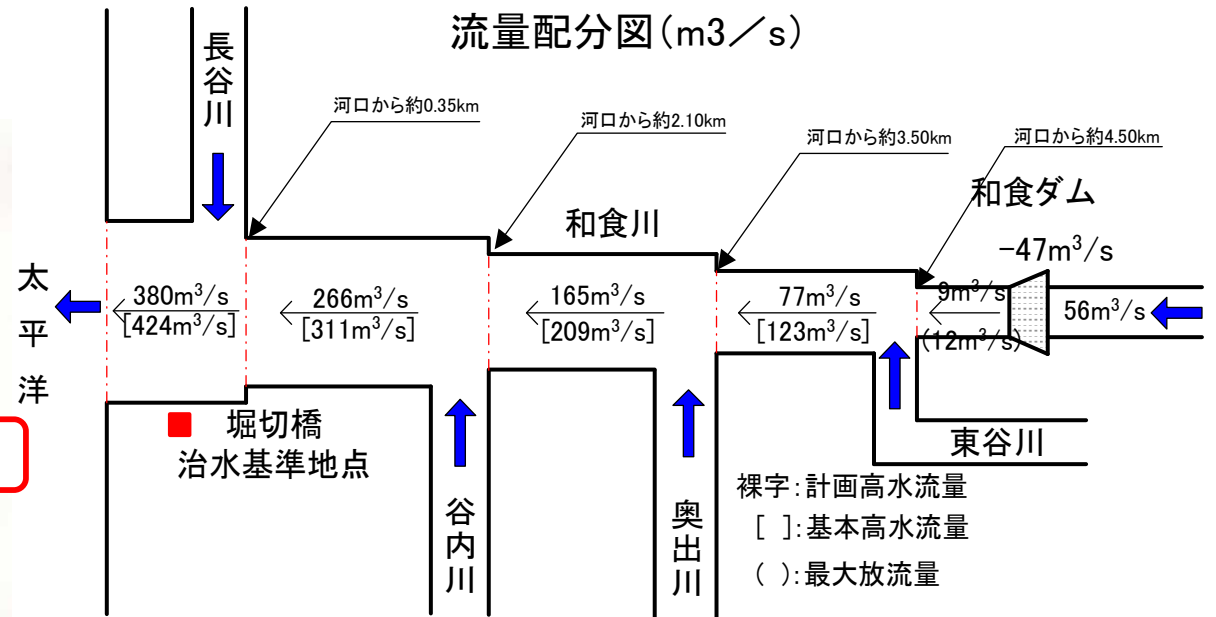 流量配分図(m3/s)
長谷川
河口から約0.35km
河口から約2.10km
河口から約3.50km
河口から約4.50km
和食ダム
和食川
−47m³/s
太平洋
380m³/s
[424m³/s]
266m³/s
[311m³/s]
165m³/s
[209m³/s]
77m³/s
[123m³/s]
9m³/s
(12m³/s)
56m³/s
堀切橋
治水基準地点
谷内川
奥出川
東谷川
裸字:計画高水流量
[ ]:基本高水流量
( ):最大放流量